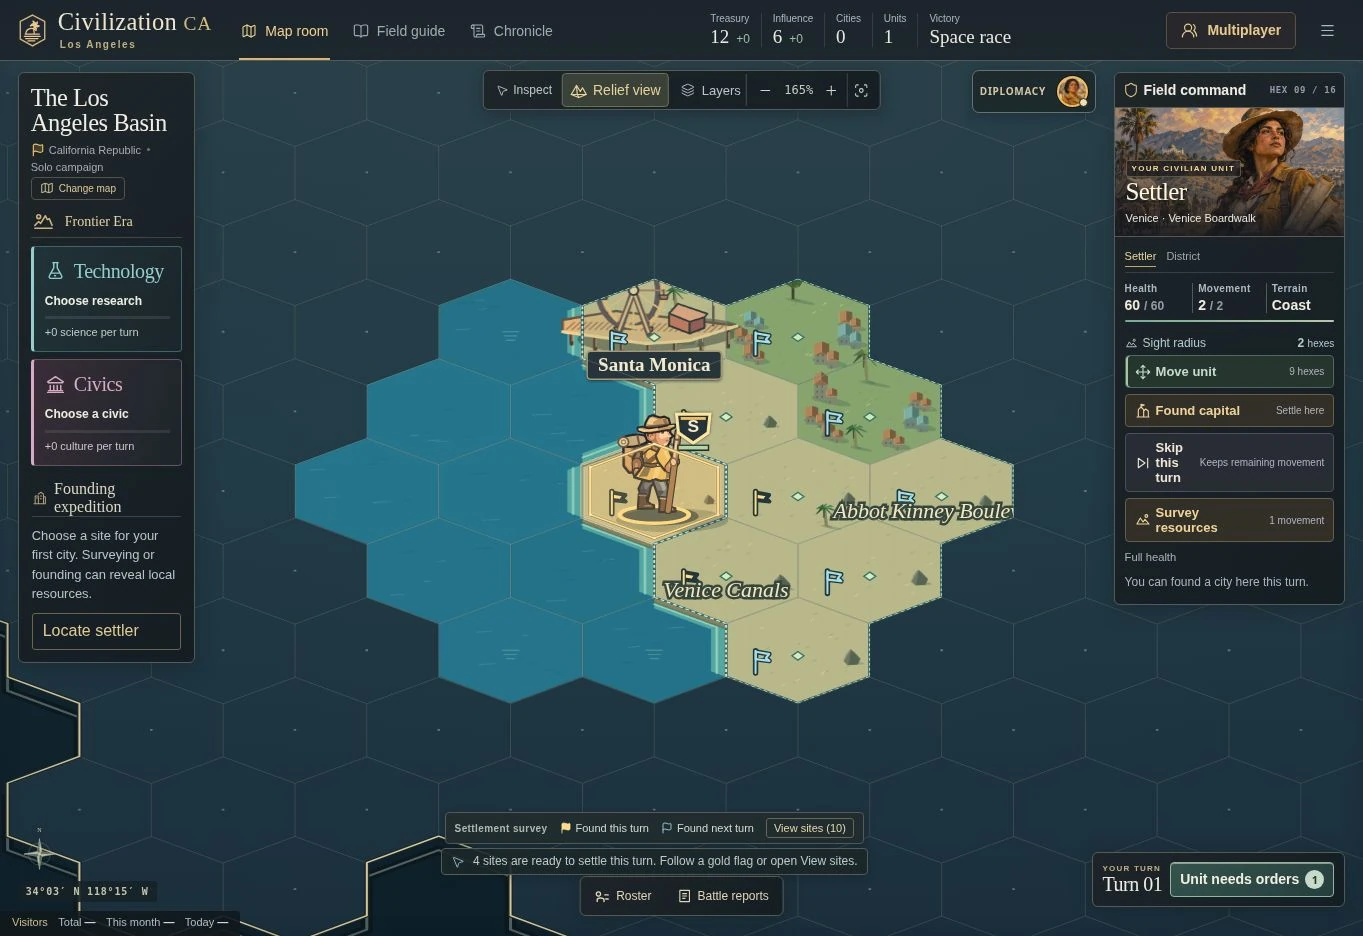 Civilization CA
Los Angeles
Map room
Field guide
Chronicle
Treasury
12 +0
Influence
6 +0
Cities
0
Units
1
Victory
Space race
Multiplayer
The Los
Angeles Basin
California Republic •
Solo campaign
Change map
Frontier Era
Technology
Choose research
+0 science per turn
Civics
Choose a civic
+0 culture per turn
Founding
expedition
Choose a site for your
first city. Surveying or
founding can reveal local
resources.
Locate settler
Inspect
Relief view
Layers
165%
DIPLOMACY
Santa Monica
S
Abbot Kinney Boulev
Venice Canals
Field command
HEX 09 / 16
YOUR CIVILIAN UNIT
Settler
Venice · Venice Boardwalk
Settler District
Health
60 / 60
Movement
2 / 2
Terrain
Coast
Sight radius 2 hexes
Move unit 9 hexes
Found capital Settle here
Skip
this
turn
Keeps remaining movement
Survey
resources
1 movement
Full health
You can found a city here this turn.
Settlement survey Found this turn Found next turn View sites (10)
4 sites are ready to settle this turn. Follow a gold flag or open View sites.
Roster
Battle reports
N
34°03′ N 118°15′ W
Visitors Total — This month — Today —
YOUR TURN
Turn 01
Unit needs orders 1